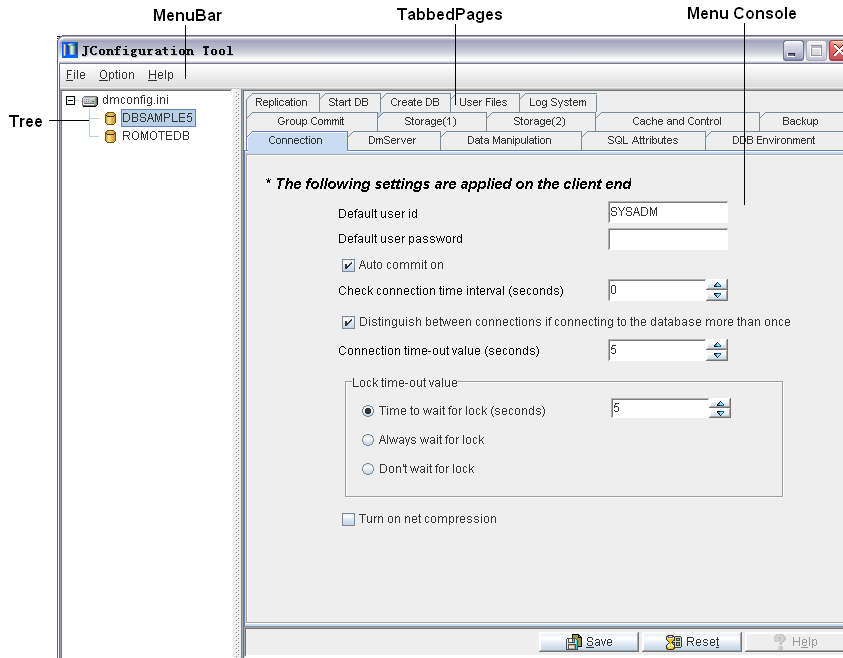 MenuBar
TabbedPages
Menu Console
JConfiguration Tool
File Option Help
Tree
dmconfig.ini
DBSAMPLE5
ROMOTEDB
Replication Start DB Create DB User Files Log System
Group Commit Storage(1) Storage(2) Cache and Control Backup
Connection DmServer Data Manipulation SQL Attributes DDB Environment
* The following settings are applied on the client end
Default user id SYSADM
Default user password
Auto commit on
Check connection time interval (seconds) 0
Distinguish between connections if connecting to the database more than once
Connection time-out value (seconds) 5
Lock time-out value
Time to wait for lock (seconds) 5
Always wait for lock
Don't wait for lock
Turn on net compression
Save Reset ? Help